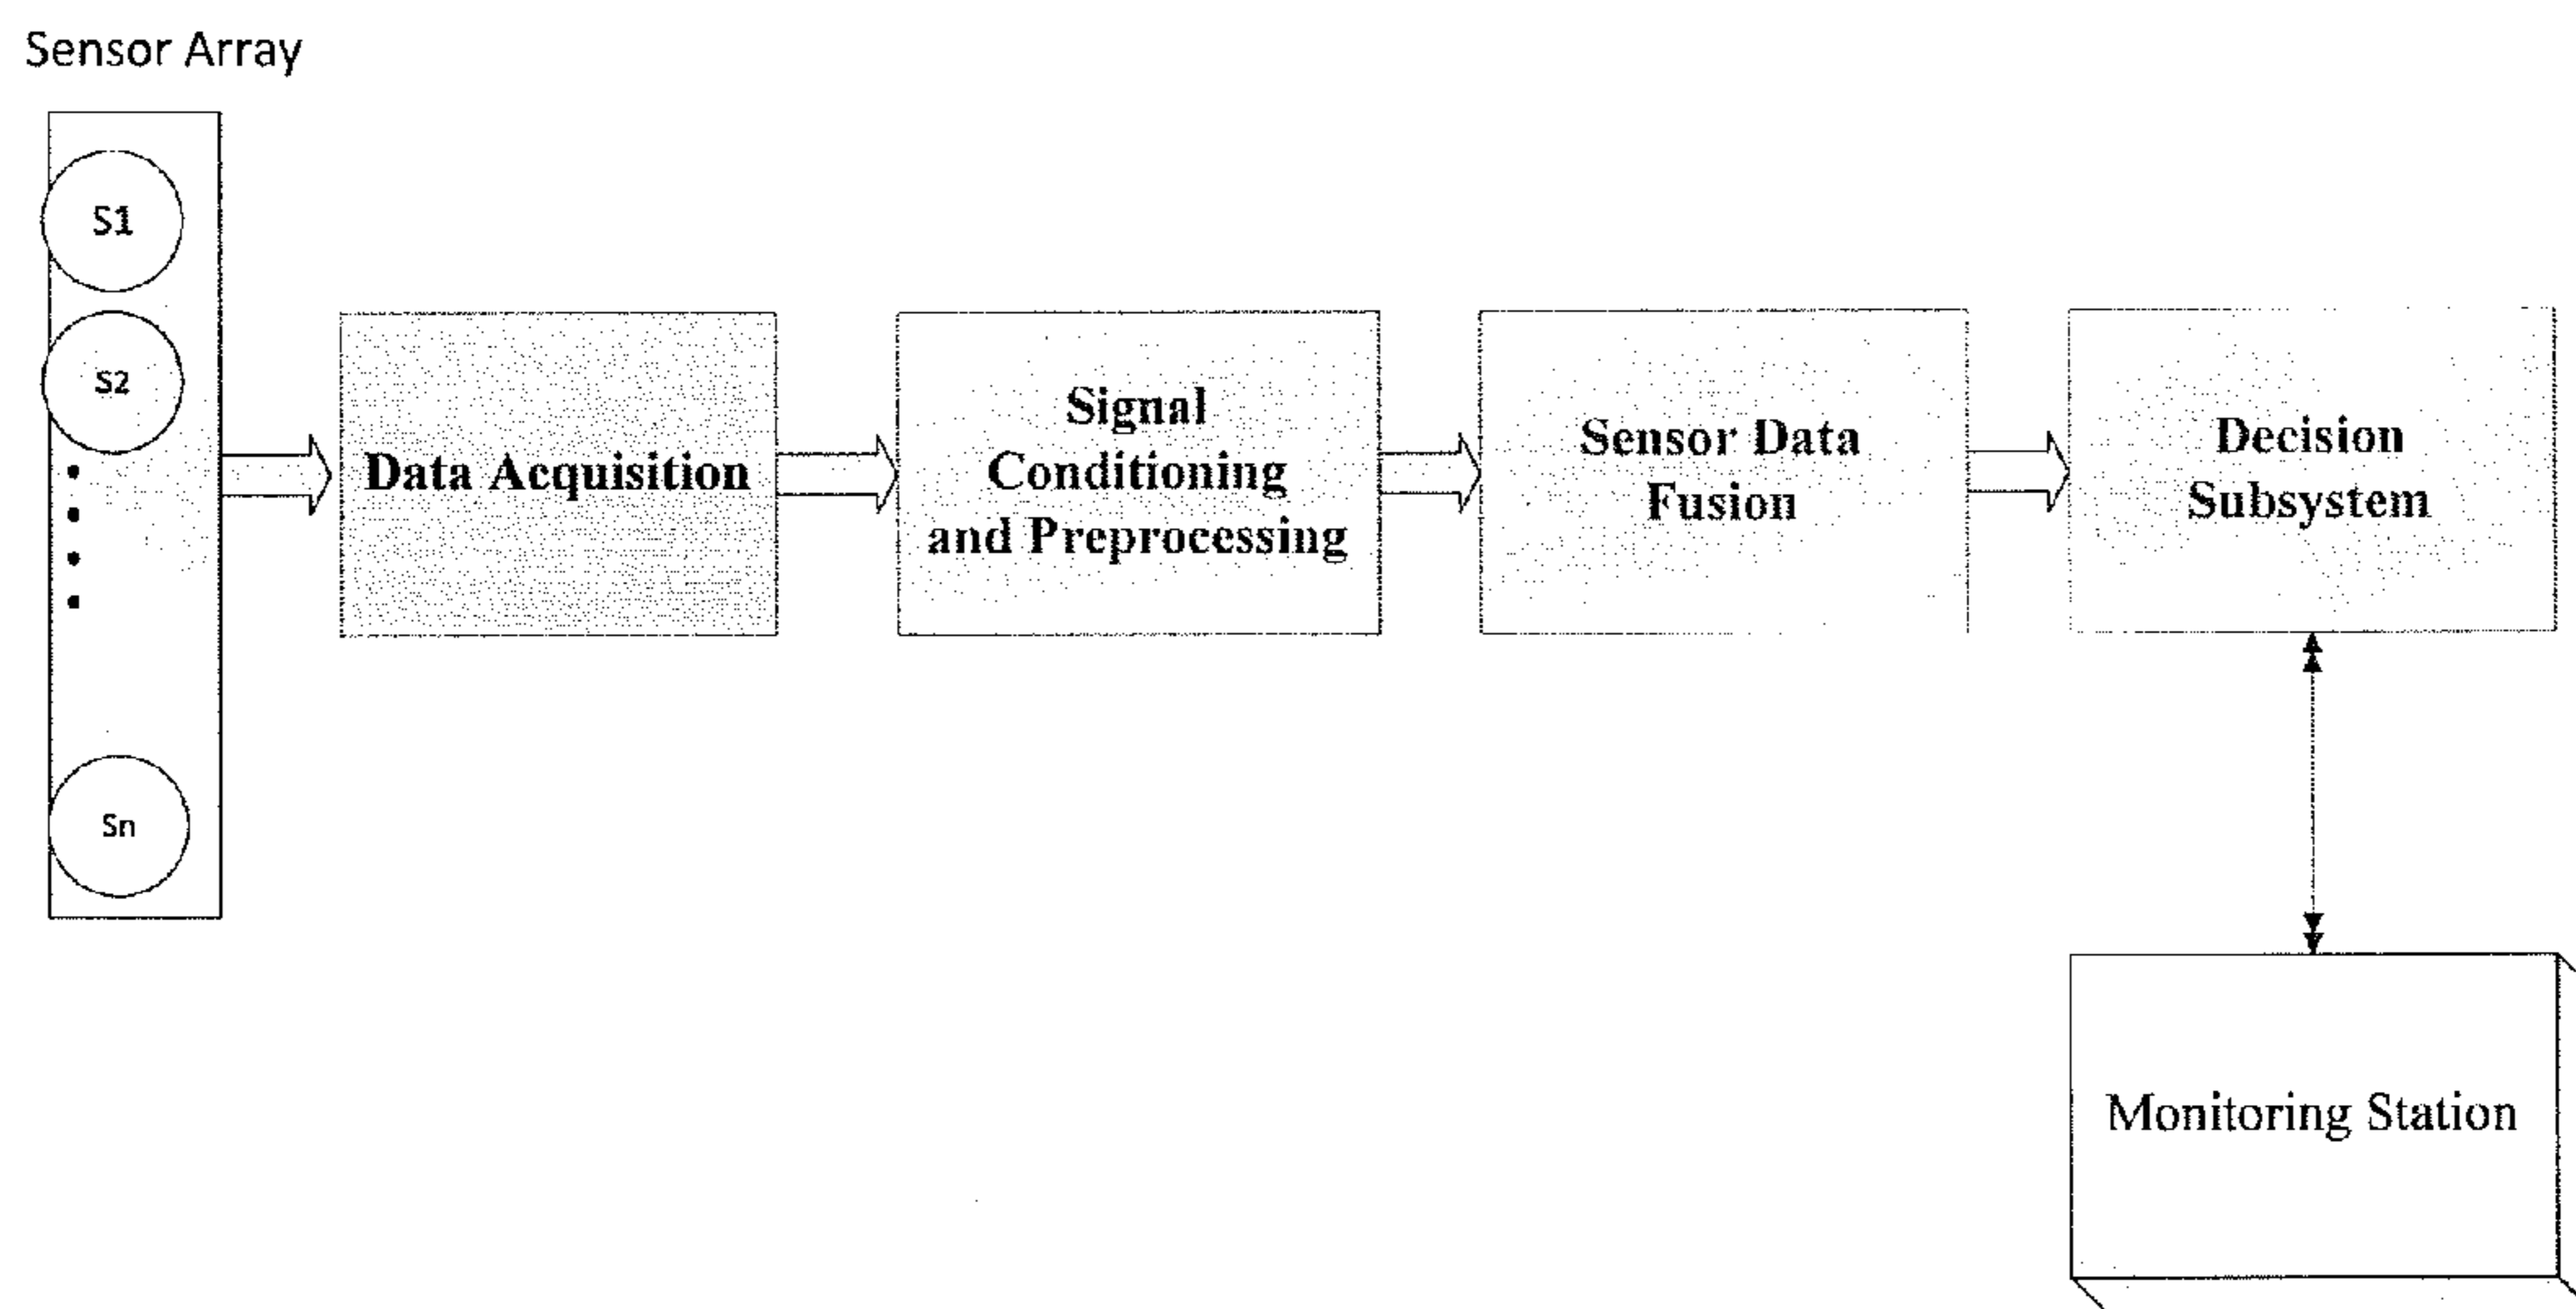 Sensor Array
S1
S2
Sn
Data Acquisition
Signal
Conditioning
and Preprocessing
Sensor Data
Fusion
Decision
Subsystem
Monitoring Station